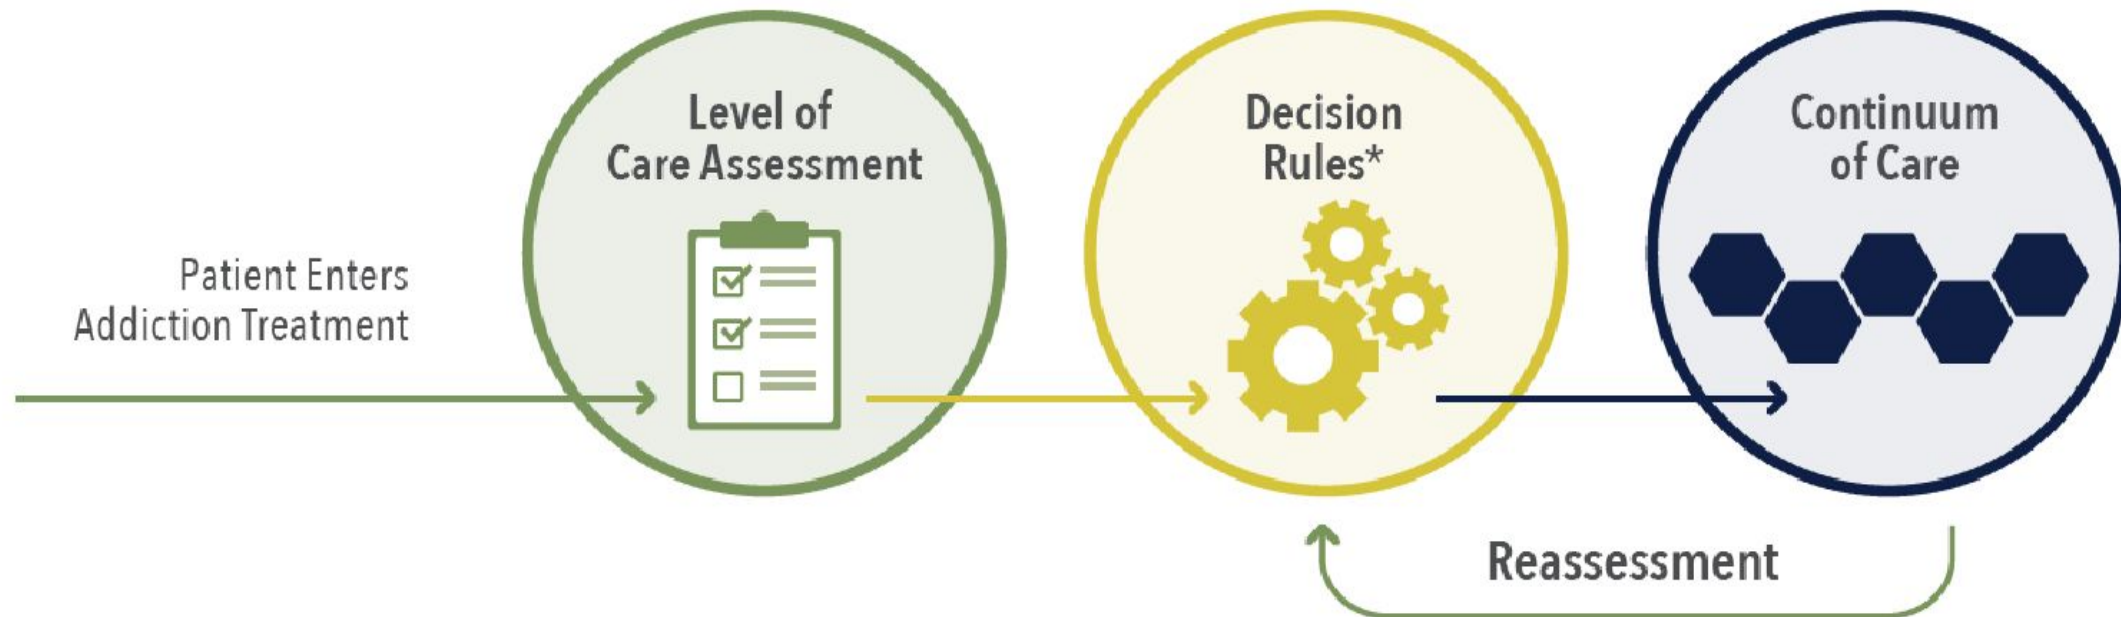 Patient Enters
Addiction Treatment
Level of
Care Assessment
Decision
Rules*
Continuum
of Care
Reassessment